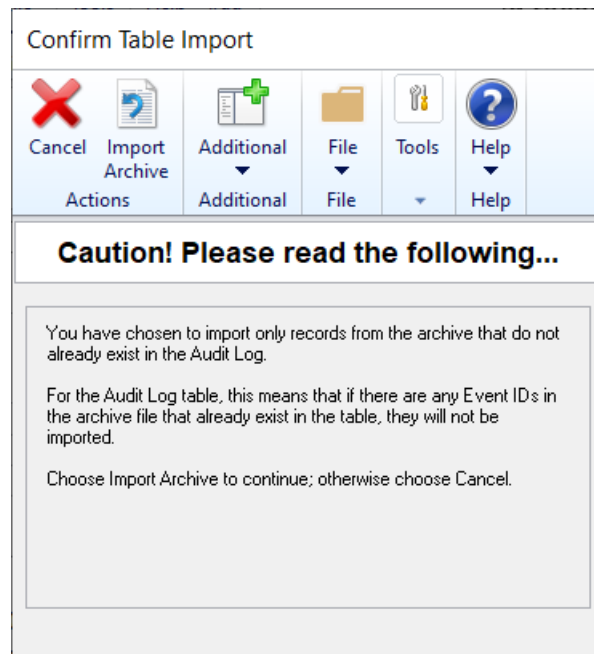 Confirm Table Import
Cancel
Import Archive
Additional
File
Tools
Help
Actions
Additional
File
Help
Caution! Please read the following...
You have chosen to import only records from the archive that do not
already exist in the Audit Log.
For the Audit Log table, this means that if there are any Event IDs in
the archive file that already exist in the table, they will not be
imported.
Choose Import Archive to continue; otherwise choose Cancel.